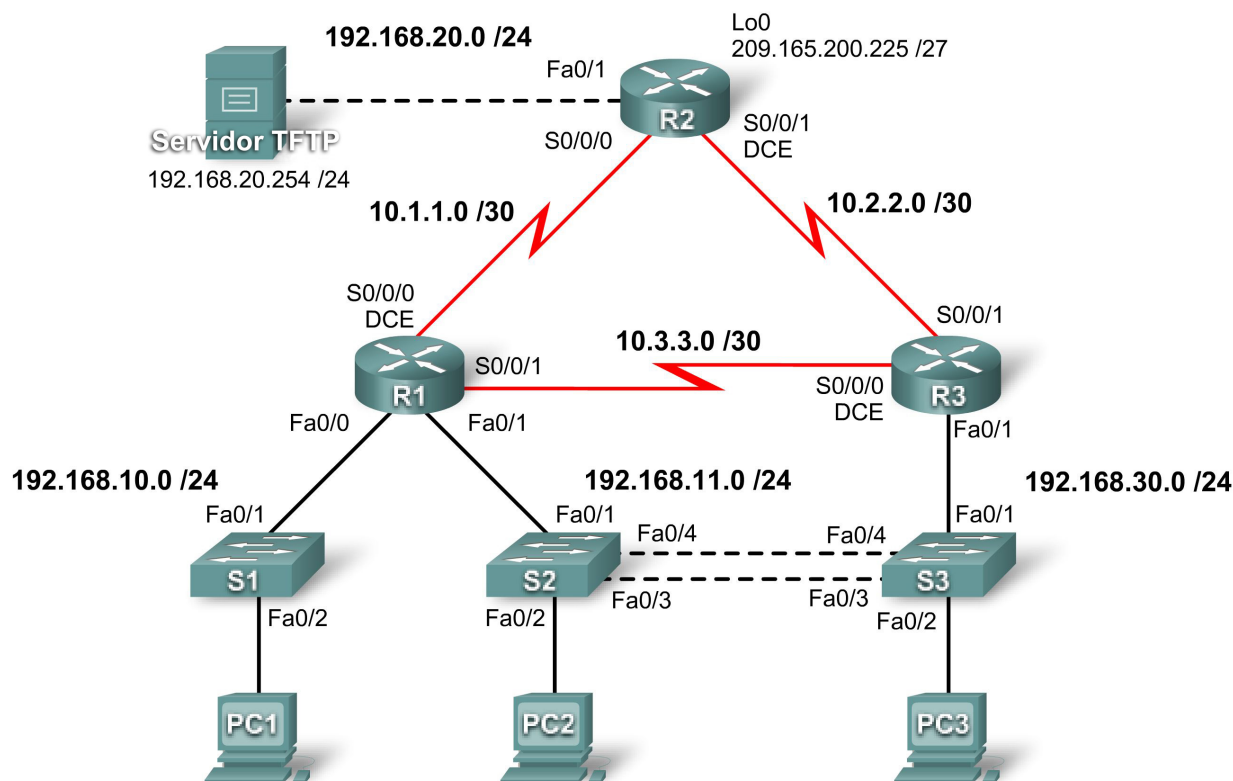 Lo0
209.165.200.225 /27
192.168.20.0 /24
Fa0/1
R2
S0/0/1
DCE
S0/0/0
Servidor TFTP
192.168.20.254 /24
10.1.1.0 /30
10.2.2.0 /30
S0/0/0
DCE
S0/0/1
10.3.3.0 /30
S0/0/1
R1
S0/0/0
DCE
R3
Fa0/0
Fa0/1
Fa0/1
192.168.10.0 /24
192.168.11.0 /24
192.168.30.0 /24
Fa0/1
Fa0/1
Fa0/4
Fa0/4
Fa0/1
S1
S2
S3
Fa0/3
Fa0/3
Fa0/2
Fa0/2
Fa0/2
PC1
PC2
PC3